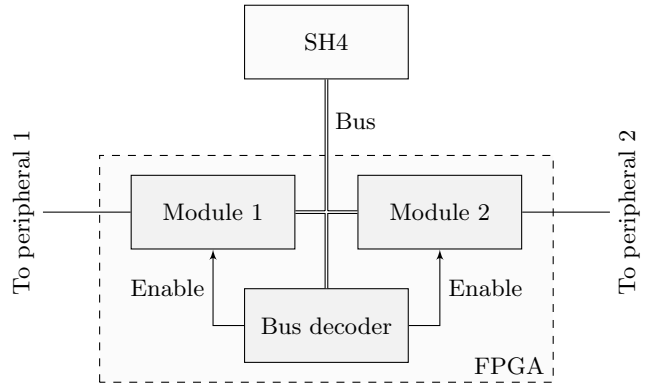 SH4
Bus
To peripheral 1
Module 1
Module 2
To peripheral 2
Enable
Enable
Bus decoder
FPGA